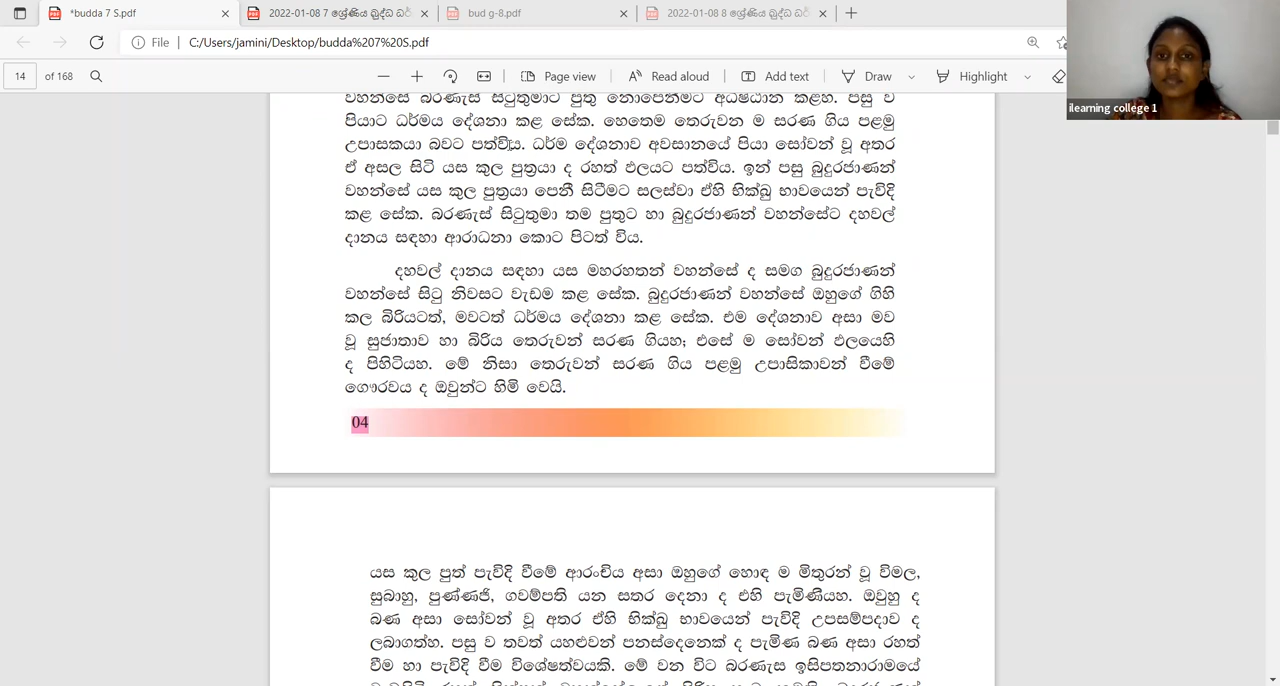 *budda 7 S.pdf
2022-01-08 7 ශ්‍රේණිය බුද්ධ ධර්
bud g-8.pdf
2022-01-08 8 ශ්‍රේණිය බුද්ධ ධර්
File
C:/Users/jamini/Desktop/budda%207%20S.pdf
14 of 168
Page view
Read aloud
Add text
Draw
Highlight
ilearning college 1
වහන්සේ බරණැස් සිටුතුමාට පුතු නොපෙනීමට අධිෂ්ඨාන කළහ. පසු ව
පියාට ධර්මය දේශනා කළ සේක. හෙතෙම තෙරුවන ම සරණ ගිය පළමු
උපාසකයා බවට පත්විය. ධර්ම දේශනාව අවසානයේ පියා සෝවන් වූ අතර
ඒ අසල සිටි යස කුල පුත්‍රයා ද රහත් ඵලයට පත්විය. ඉන් පසු බුදුරජාණන්
වහන්සේ යස කුල පුත්‍රයා පෙනී සිටීමට සලස්වා ඒහි භික්ඛු භාවයෙන් පැවිදි
කළ සේක. බරණැස් සිටුතුමා තම පුතුට හා බුදුරජාණන් වහන්සේට දහවල්
දානය සඳහා ආරාධනා කොට පිටත් විය.
දහවල් දානය සඳහා යස මහරහතන් වහන්සේ ද සමග බුදුරජාණන්
වහන්සේ සිටු නිවසට වැඩම කළ සේක. බුදුරජාණන් වහන්සේ ඔහුගේ ගිහි
කල බිරියටත්, මවටත් ධර්මය දේශනා කළ සේක. එම දේශනාව අසා මව
වූ සුජාතාව හා බිරිය තෙරුවන් සරණ ගියහ; එසේ ම සෝවන් ඵලයෙහි
ද පිහිටියහ. මේ නිසා තෙරුවන් සරණ ගිය පළමු උපාසිකාවන් වීමේ
ගෞරවය ද ඔවුන්ට හිමි වෙයි.
04
යස කුල පුත් පැවිදි වීමේ ආරංචිය අසා ඔහුගේ හොඳ ම මිතුරන් වූ විමල,
සුබාහු, පුණ්ණජි, ගවම්පති යන සතර දෙනා ද එහි පැමිණියහ. ඔවුහු ද
බණ අසා සෝවන් වූ අතර ඒහි භික්ඛු භාවයෙන් පැවිදි උපසම්පදාව ද
ලබාගත්හ. පසු ව තවත් යහළුවන් පනස්දෙනෙක් ද පැමිණ බණ අසා රහත්
වීම හා පැවිදි වීම විශේෂත්වයකි. මේ වන විට බරණැස ඉසිපතනාරාමයේ